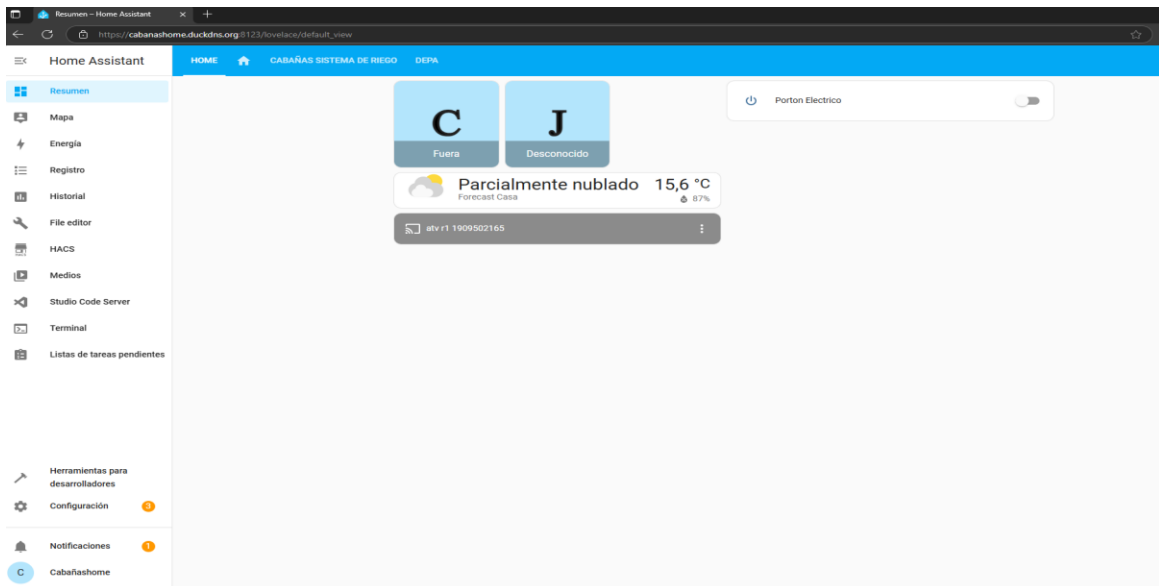 Resumen – Home Assistant
https://cabanashome.duckdns.org:8123/lovelace/default_view
Home Assistant
HOME
CABAÑAS SISTEMA DE RIEGO
DEPA
Resumen
Mapa
Energía
Registro
Historial
File editor
HACS
Medios
Studio Code Server
Terminal
Listas de tareas pendientes
Herramientas para
desarrolladores
Configuración
3
Notificaciones
1
C
Cabañashome
C
Fuera
J
Desconocido
Parcialmente nublado
15,6 °C
Forecast Casa
87%
atv r1 1909502165
Porton Electrico